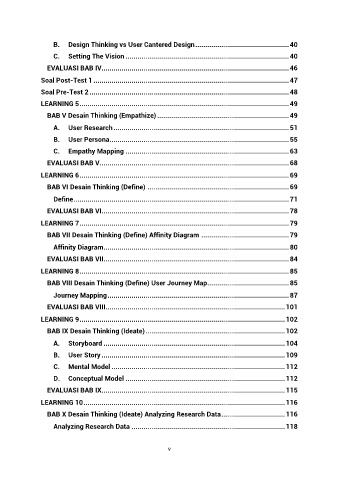 B. Design Thinking vs User Cantered Design ........ 40
C. Setting The Vision ........ 40
EVALUASI BAB IV ........ 46
Soal Post-Test 1 ........ 47
Soal Pre-Test 2 ........ 48
LEARNING 5 ........ 49
BAB V Desain Thinking (Empathize) ........ 49
A. User Research ........ 51
B. User Persona ........ 55
C. Empathy Mapping ........ 63
EVALUASI BAB V ........ 68
LEARNING 6 ........ 69
BAB VI Desain Thinking (Define) ........ 69
Define ........ 71
EVALUASI BAB VI ........ 78
LEARNING 7 ........ 79
BAB VII Desain Thinking (Define) Affinity Diagram ........ 79
Affinity Diagram ........ 80
EVALUASI BAB VII ........ 84
LEARNING 8 ........ 85
BAB VIII Desain Thinking (Define) User Journey Map ........ 85
Journey Mapping ........ 87
EVALUASI BAB VIII ........ 101
LEARNING 9 ........ 102
BAB IX Desain Thinking (Ideate) ........ 102
A. Storyboard ........ 104
B. User Story ........ 109
C. Mental Model ........ 112
D. Conceptual Model ........ 112
EVALUASI BAB IX ........ 115
LEARNING 10 ........ 116
BAB X Desain Thinking (Ideate) Analyzing Research Data ........ 116
Analyzing Research Data ........ 118
v